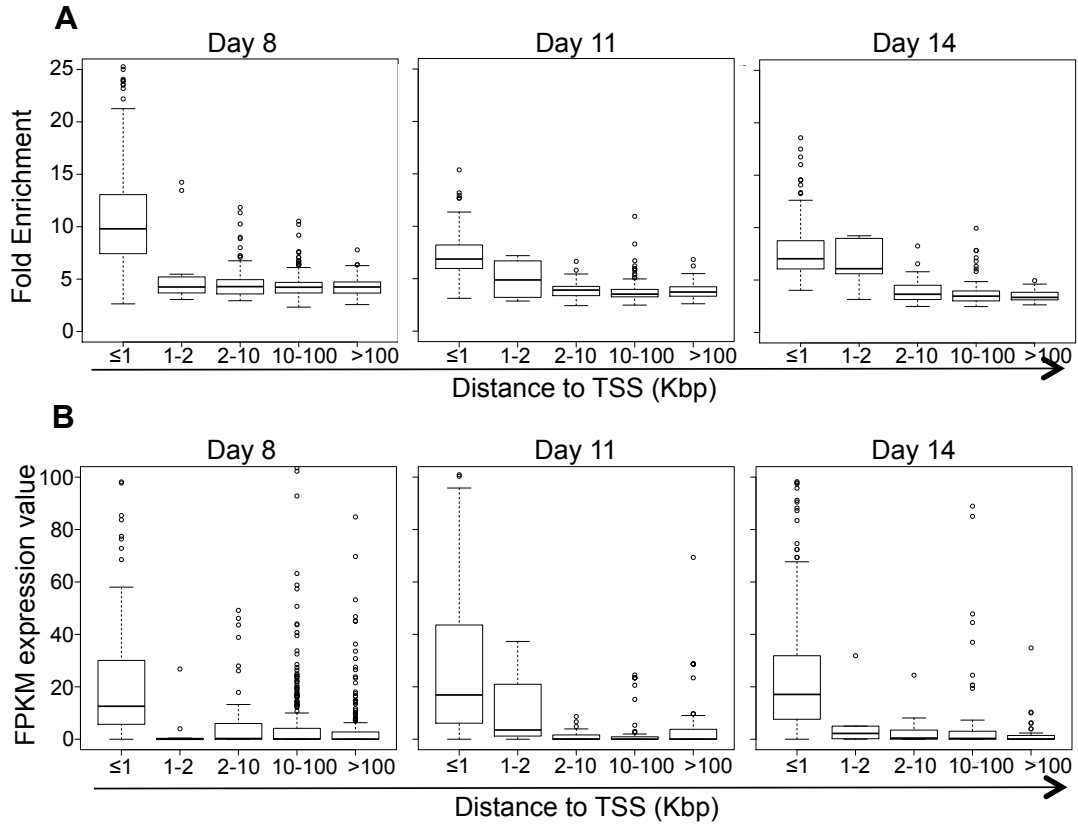 A
Day 8 Day 11 Day 14
Fold Enrichment
25
20
15
10
5
0
≤1 1-2 2-10 10-100 >100 ≤1 1-2 2-10 10-100 >100 ≤1 1-2 2-10 10-100 >100
Distance to TSS (Kbp)
B
Day 8 Day 11 Day 14
FPKM expression value
100
80
60
40
20
0
≤1 1-2 2-10 10-100 >100 ≤1 1-2 2-10 10-100 >100 ≤1 1-2 2-10 10-100 >100
Distance to TSS (Kbp)